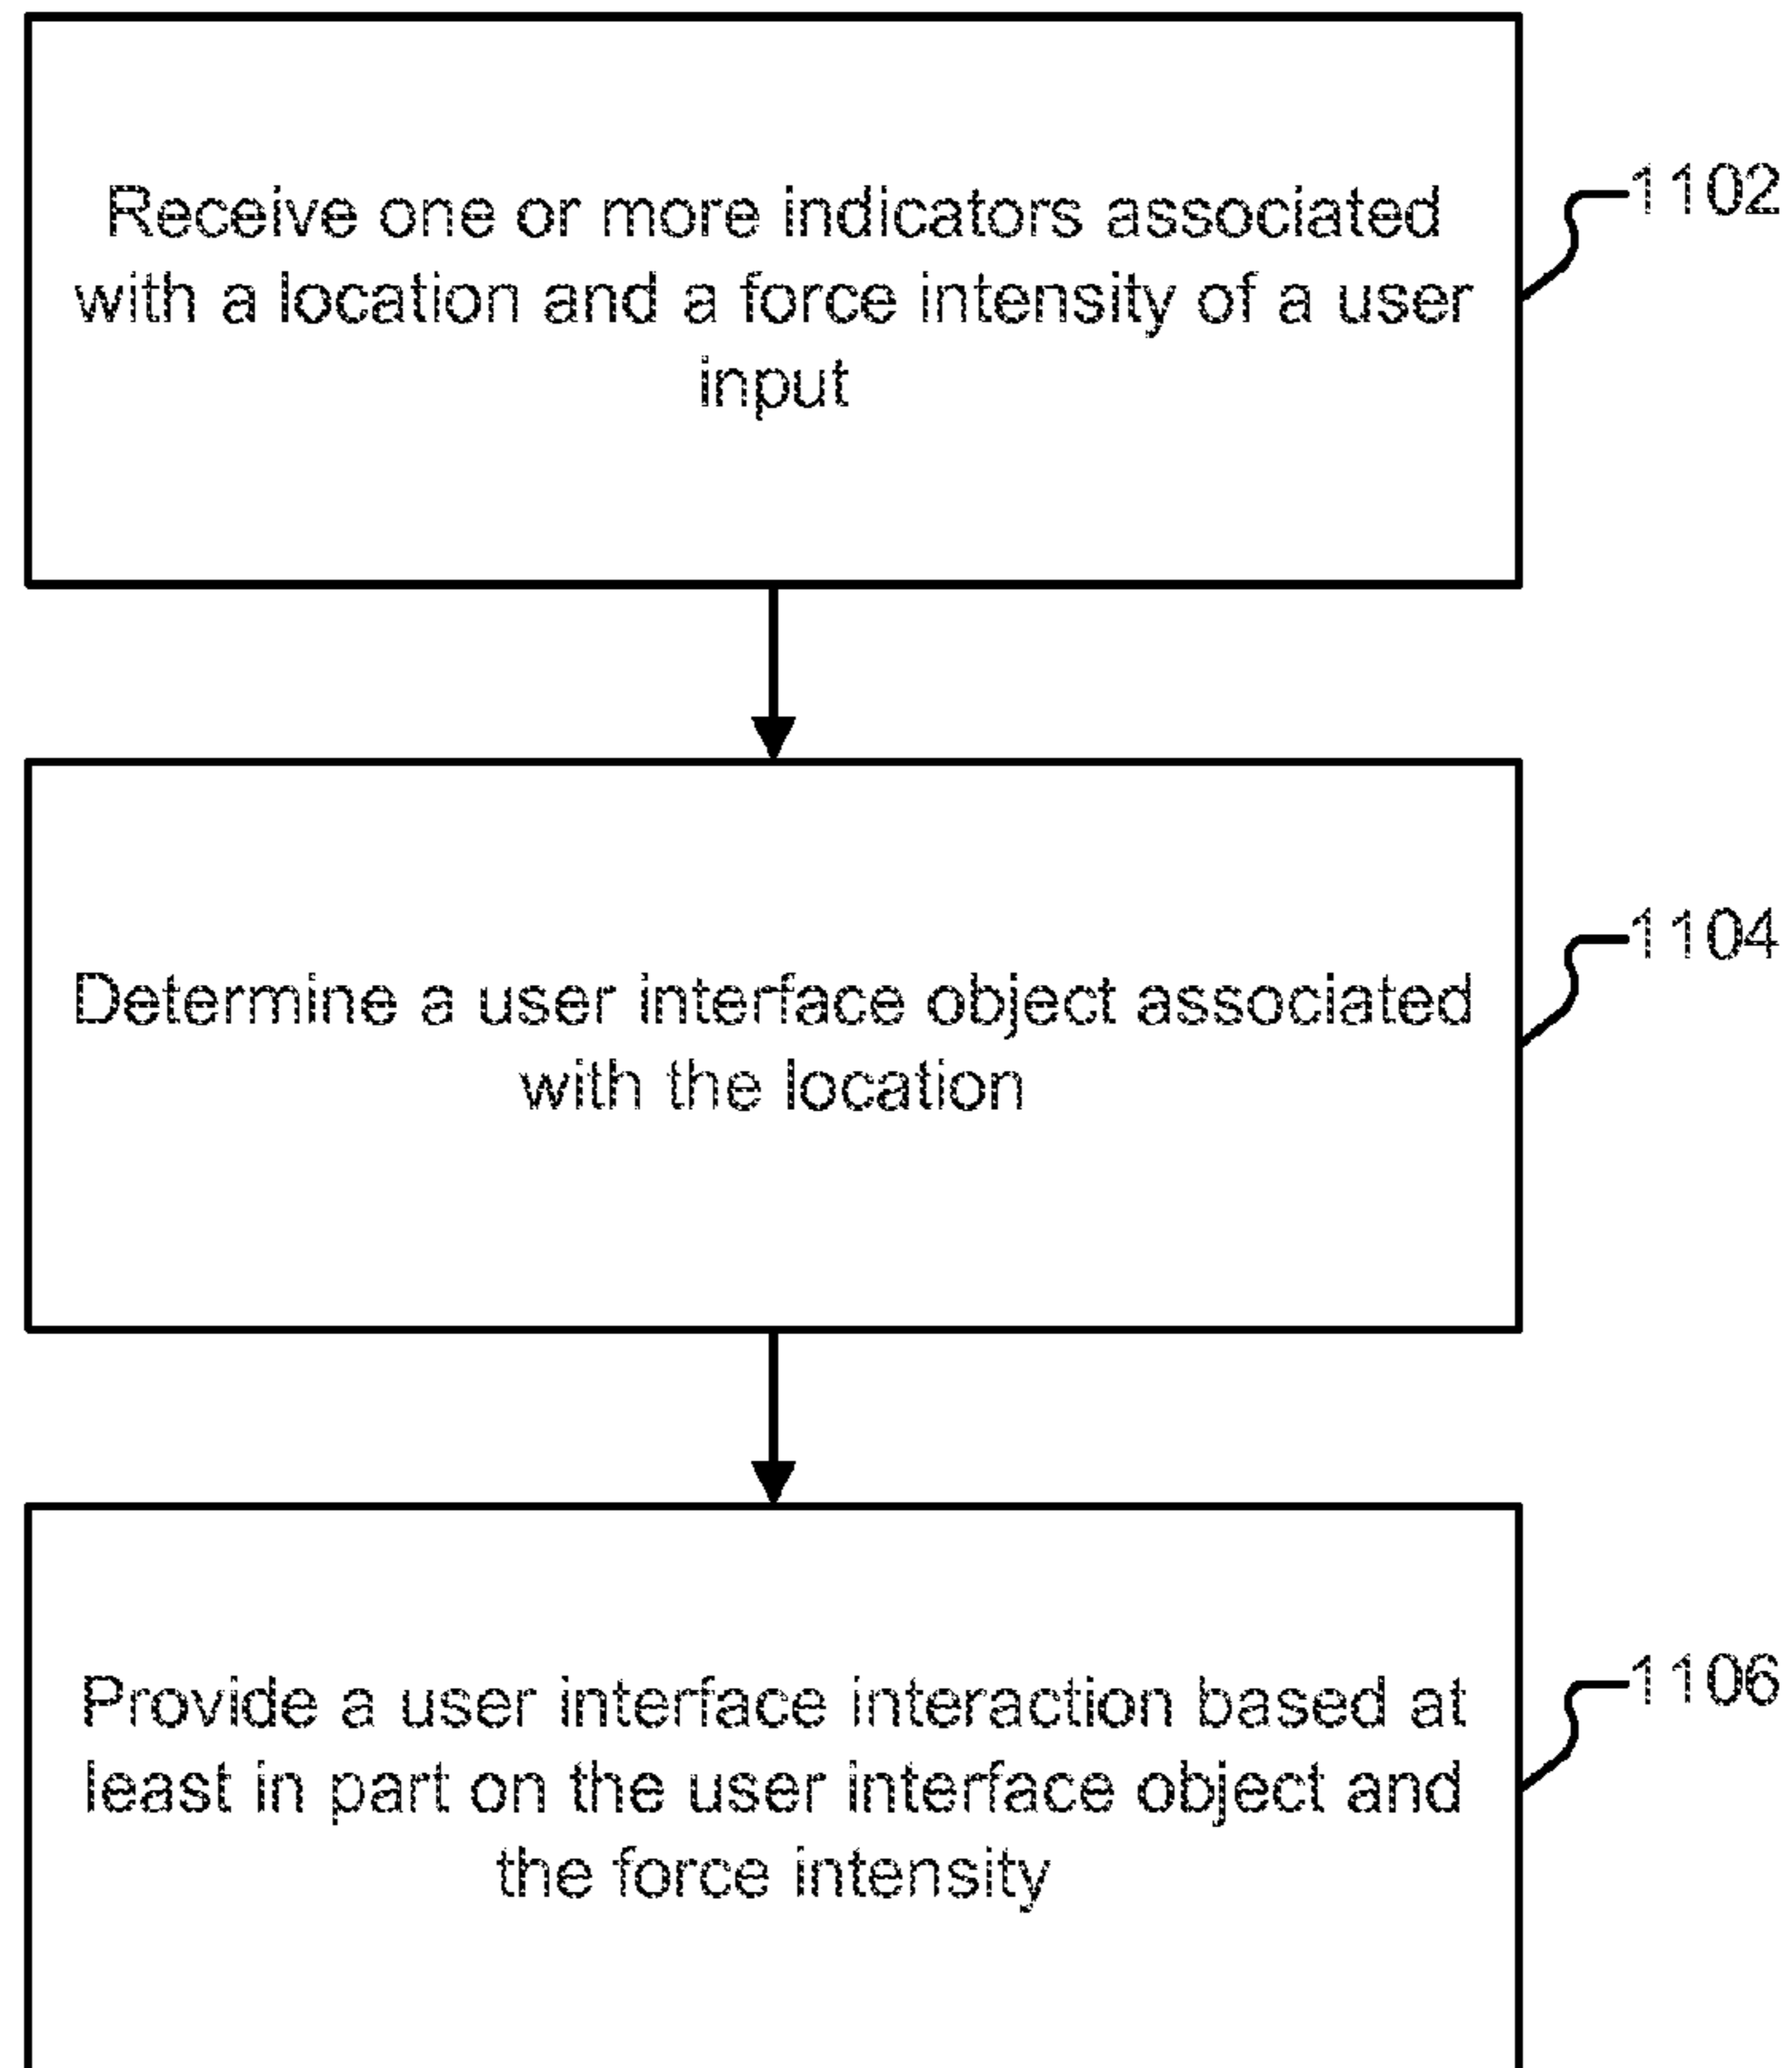 Receive one or more indicators associated
with a location and a force intensity of a user
input
1102
Determine a user interface object associated
with the location
1104
Provide a user interface interaction based at
least in part on the user interface object and
the force intensity
1106